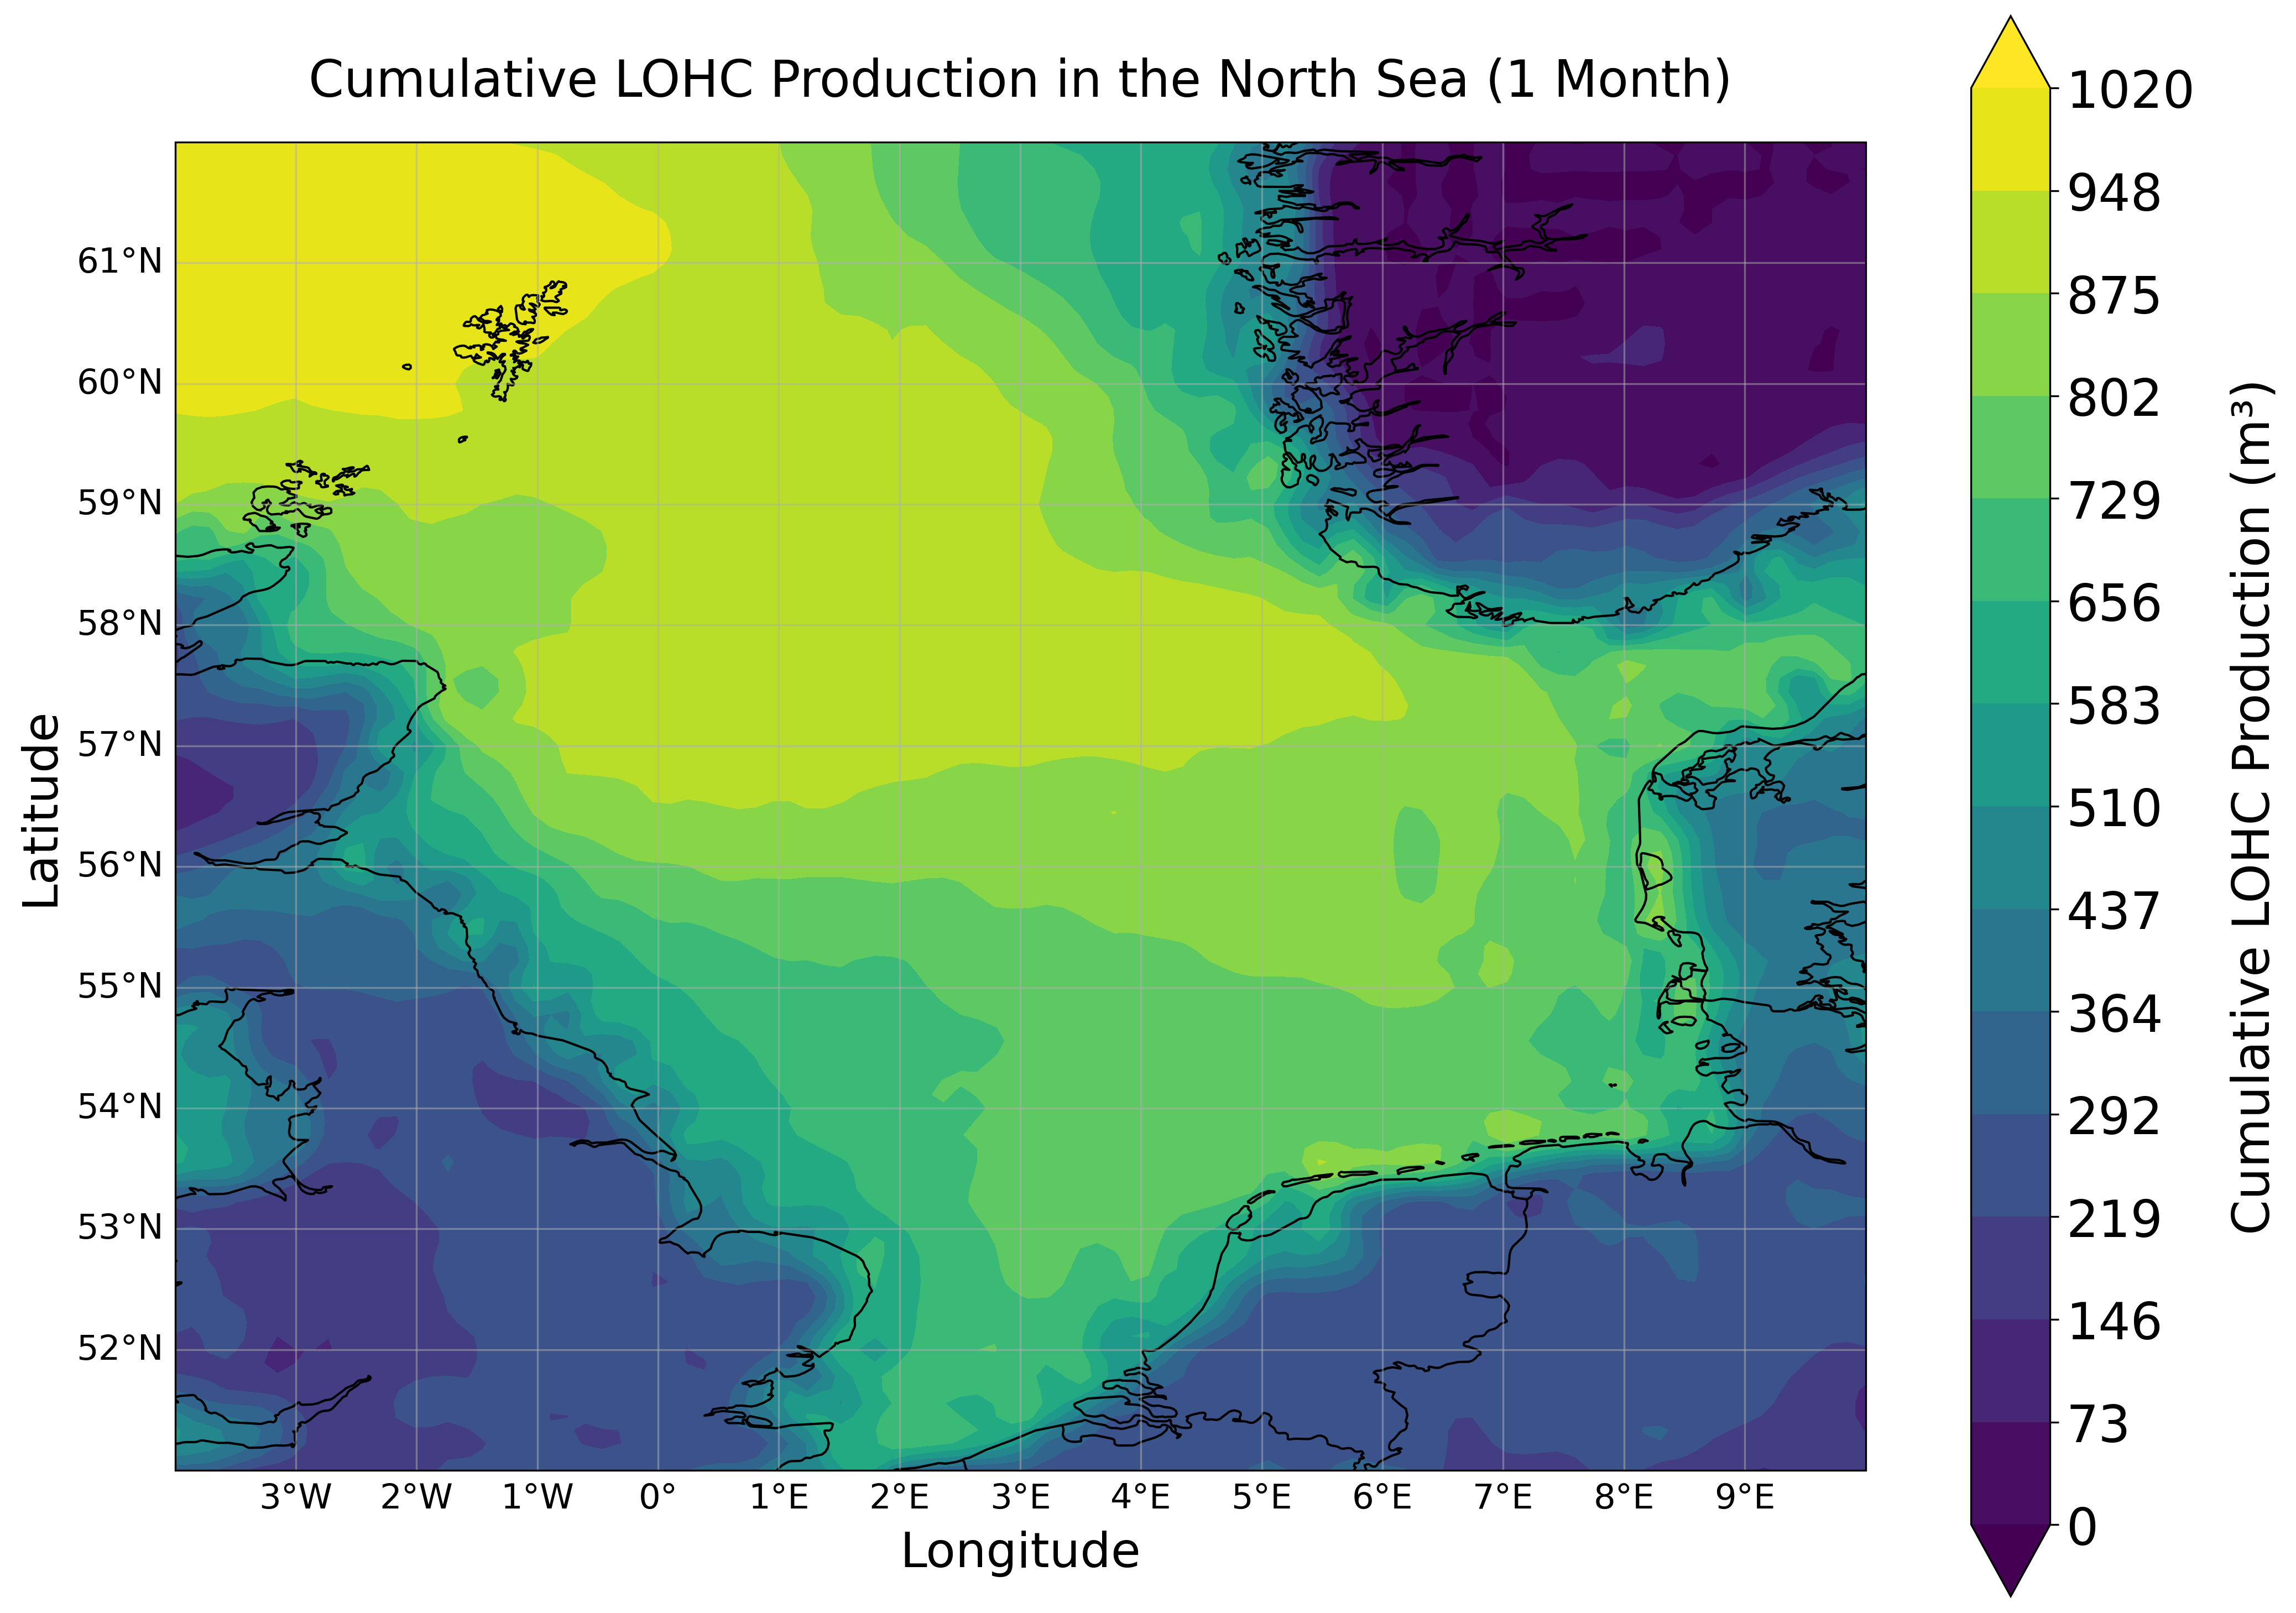 Cumulative LOHC Production in the North Sea (1 Month)
61°N
60°N
59°N
58°N
57°N
56°N
55°N
54°N
53°N
52°N
Latitude
3°W 2°W 1°W 0° 1°E 2°E 3°E 4°E 5°E 6°E 7°E 8°E 9°E
Longitude
1020
948
875
802
729
656
583
510
437
364
292
219
146
73
0
Cumulative LOHC Production (m³)